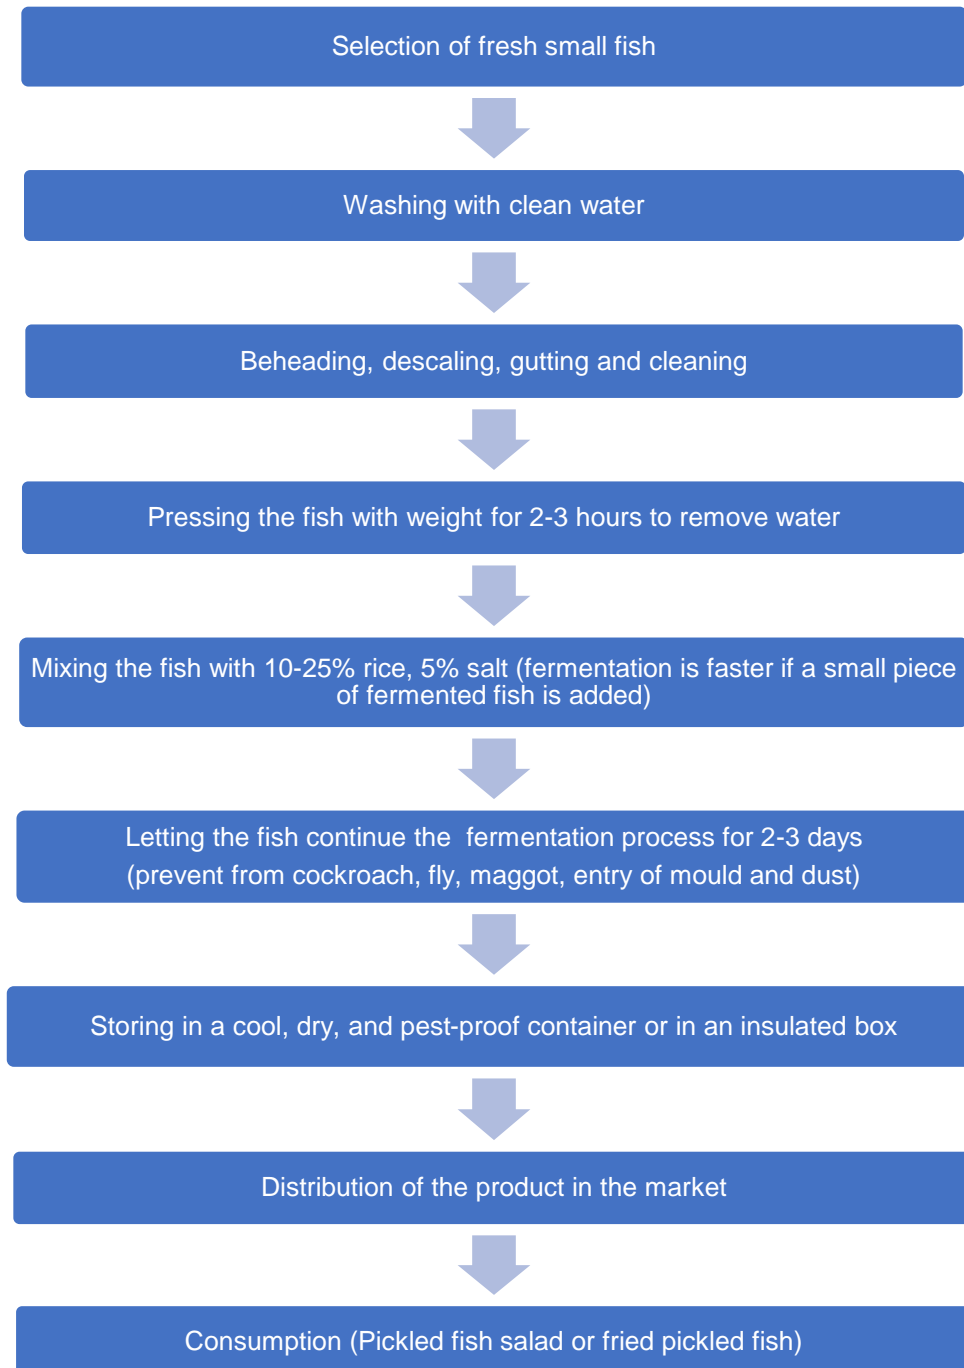 Selection of fresh small fish
Washing with clean water
Beheading, descaling, gutting and cleaning
Pressing the fish with weight for 2-3 hours to remove water
Mixing the fish with 10-25% rice, 5% salt (fermentation is faster if a small piece
of fermented fish is added)
Letting the fish continue the  fermentation process for 2-3 days
(prevent from cockroach, fly, maggot, entry of mould and dust)
Storing in a cool, dry, and pest-proof container or in an insulated box
Distribution of the product in the market
Consumption (Pickled fish salad or fried pickled fish)